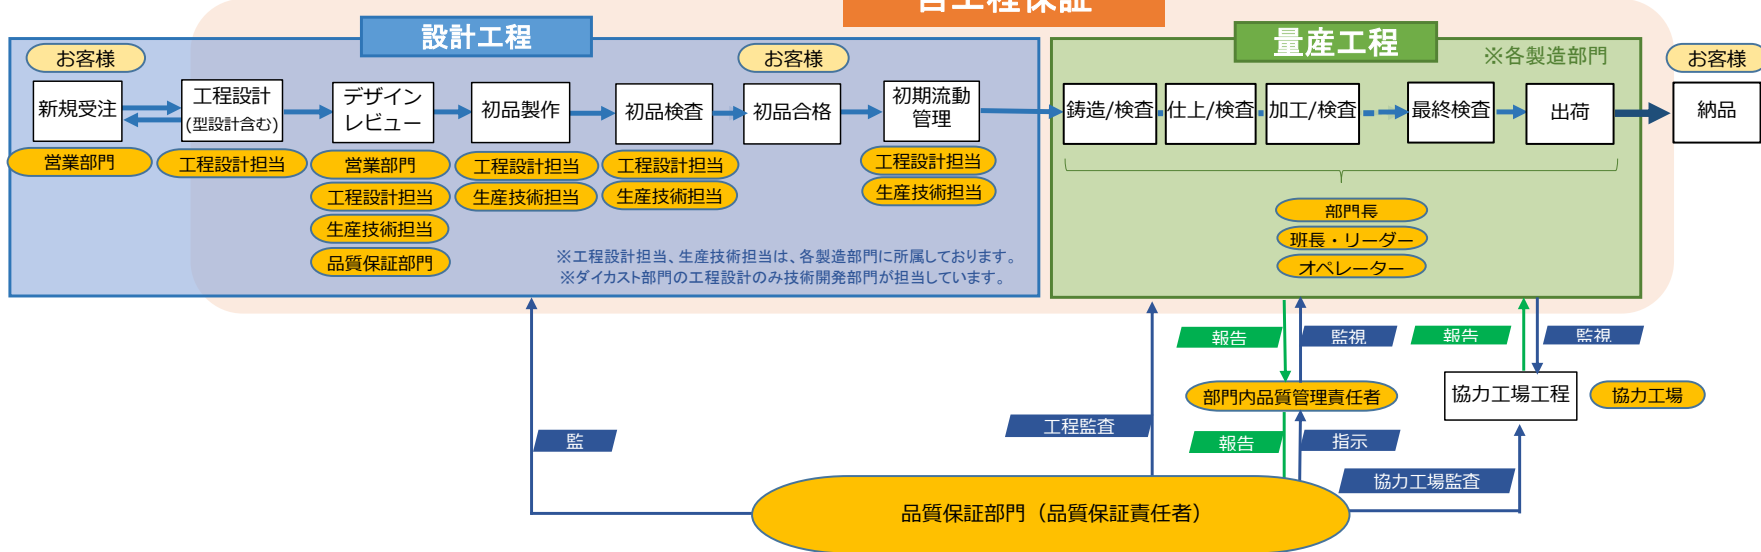 自工程保証
設計工程
量産工程
※各製造部門
お客様
お客様
お客様
新規受注
工程設計
(型設計含む)
デザイン
レビュー
初品製作
初品検査
初品合格
初期流動
管理
鋳造/検査
仕上/検査
加工/検査
最終検査
出荷
納品
営業部門
工程設計担当
営業部門
工程設計担当
生産技術担当
品質保証部門
工程設計担当
生産技術担当
工程設計担当
生産技術担当
工程設計担当
生産技術担当
※工程設計担当、生産技術担当は、各製造部門に所属しております。
※ダイカスト部門の工程設計のみ技術開発部門が担当しています。
部門長
班長・リーダー
オペレーター
報告
監視
報告
監視
部門内品質管理責任者
協力工場工程
協力工場
監
工程監査
報告
指示
協力工場監査
品質保証部門（品質保証責任者）